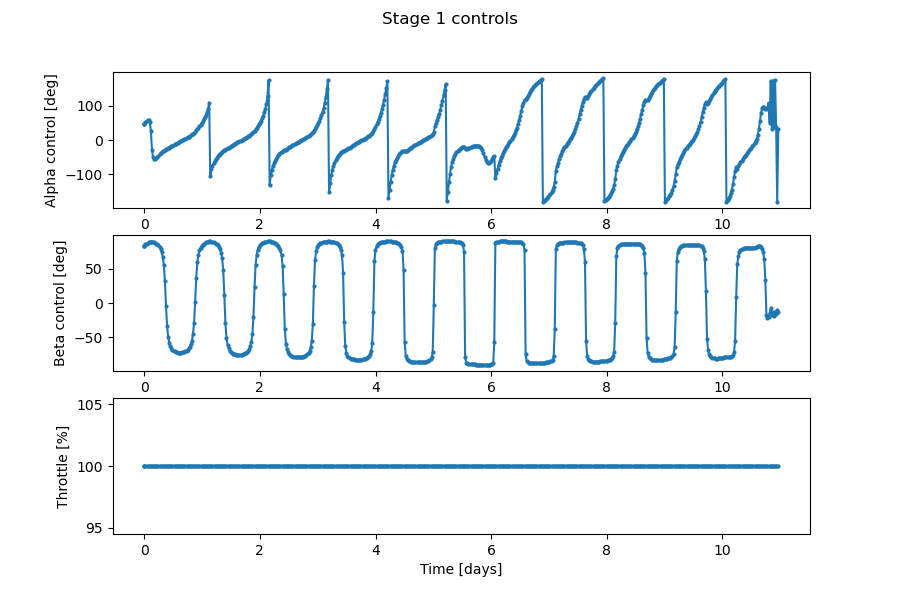 Stage 1 controls
Alpha control [deg]
100
0
−100
0 2 4 6 8 10
Beta control [deg]
50
0
−50
0 2 4 6 8 10
Throttle [%]
105
100
95
0 2 4 6 8 10
Time [days]